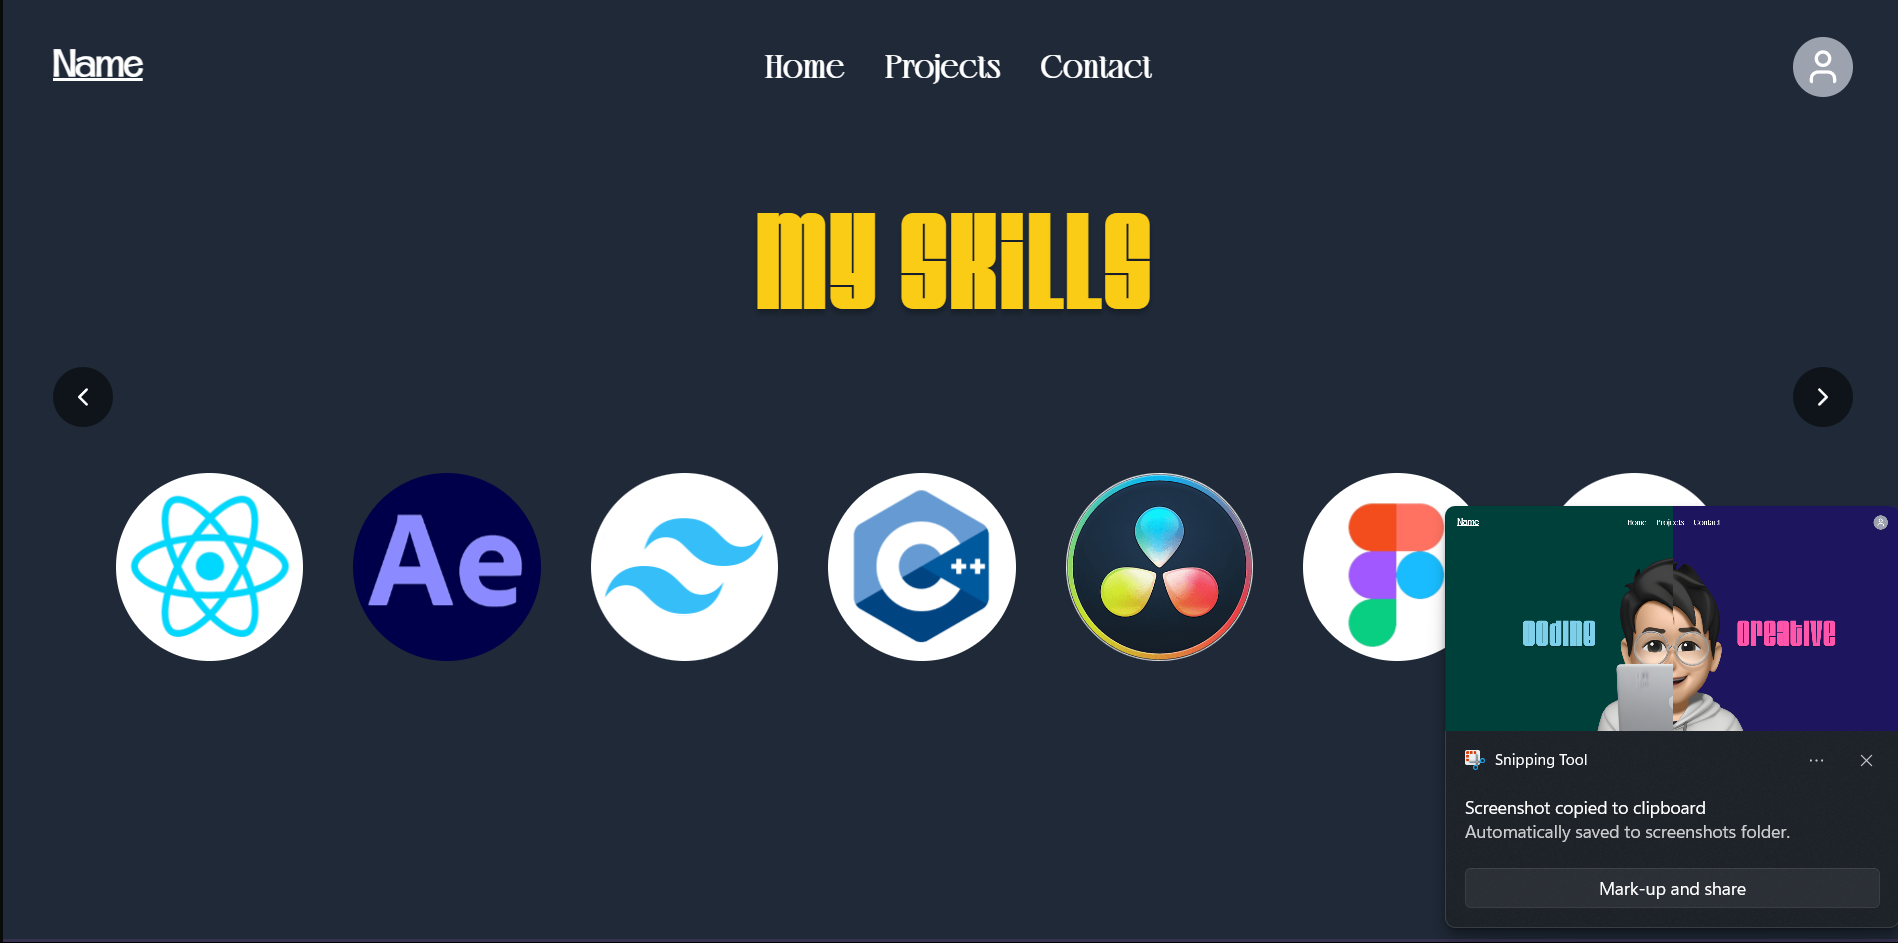 Name
Home Projects Contact
MY SKiLLS
Ae
C++
Name
Home Projects Contact
coding
creative
Snipping Tool
Screenshot copied to clipboard
Automatically saved to screenshots folder.
Mark-up and share